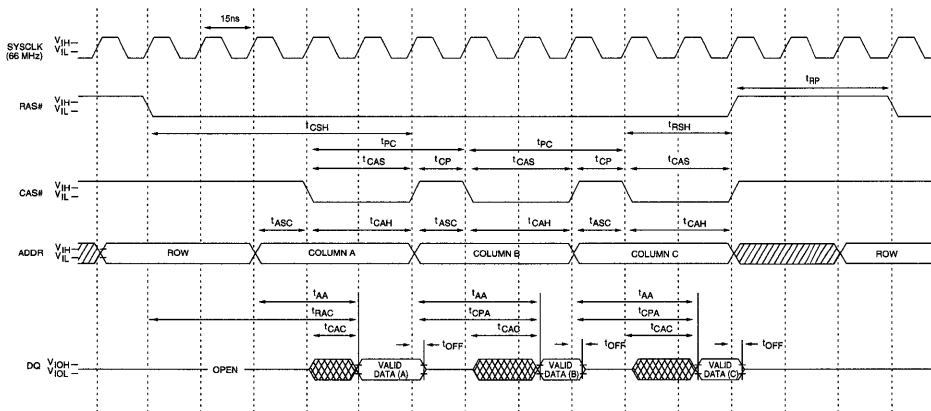 15ns
SYSCLK
(66 MHz)
VIH
VIL
tRP
RAS#
VIH
VIL
tCSH
tRSH
tPC
tPC
tCAS
tCP
tCAS
tCP
tCAS
CAS#
VIH
VIL
tASC
tCAH
tASC
tCAH
tASC
tCAH
ADDR
VIH
VIL
ROW
COLUMN A
COLUMN B
COLUMN C
ROW
tAA
tAA
tAA
tRAC
tCPA
tCPA
tCAC
tCAC
tCAC
tOFF
tOFF
tOFF
DQ
VIOH
VIOL
OPEN
VALID
DATA (A)
VALID
DATA (B)
VALID
DATA (C)